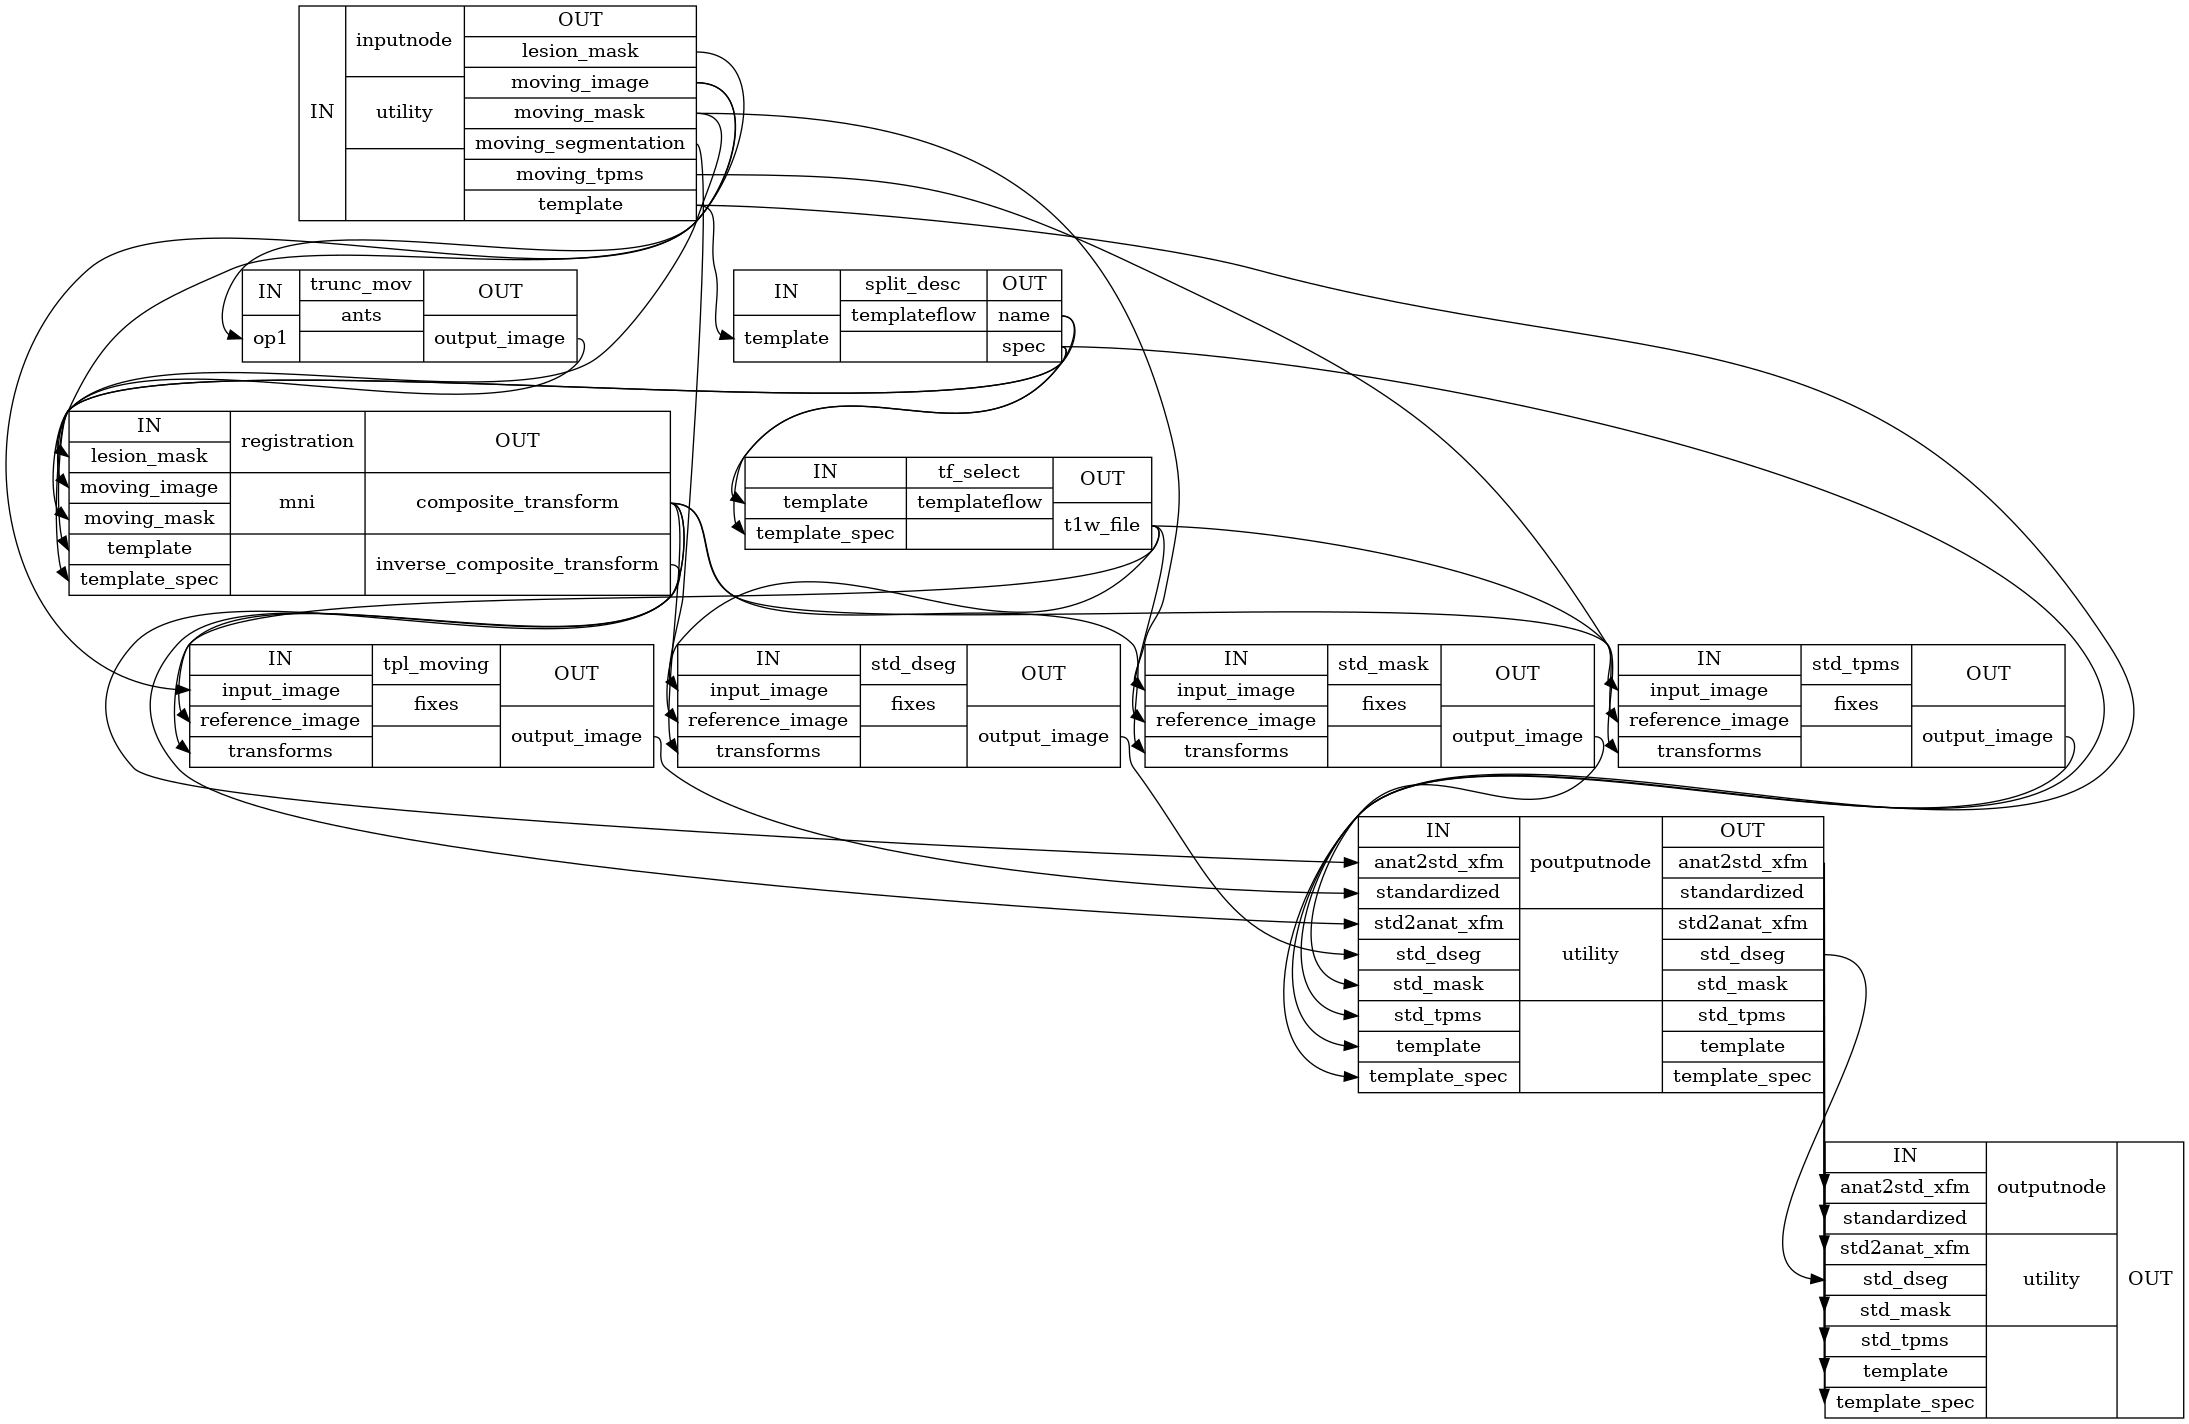 IN
inputnode
utility
OUT
lesion_mask
moving_image
moving_mask
moving_segmentation
moving_tpms
template
IN
op1
trunc_mov
ants
OUT
output_image
IN
template
split_desc
templateflow
OUT
name
spec
IN
lesion_mask
moving_image
moving_mask
template
template_spec
registration
mni
OUT
composite_transform
inverse_composite_transform
IN
template
template_spec
tf_select
templateflow
OUT
t1w_file
IN
input_image
reference_image
transforms
tpl_moving
fixes
OUT
output_image
IN
input_image
reference_image
transforms
std_dseg
fixes
OUT
output_image
IN
input_image
reference_image
transforms
std_mask
fixes
OUT
output_image
IN
input_image
reference_image
transforms
std_tpms
fixes
OUT
output_image
IN
anat2std_xfm
standardized
std2anat_xfm
std_dseg
std_mask
std_tpms
template
template_spec
poutputnode
utility
OUT
anat2std_xfm
standardized
std2anat_xfm
std_dseg
std_mask
std_tpms
template
template_spec
IN
anat2std_xfm
standardized
std2anat_xfm
std_dseg
std_mask
std_tpms
template
template_spec
outputnode
utility
OUT